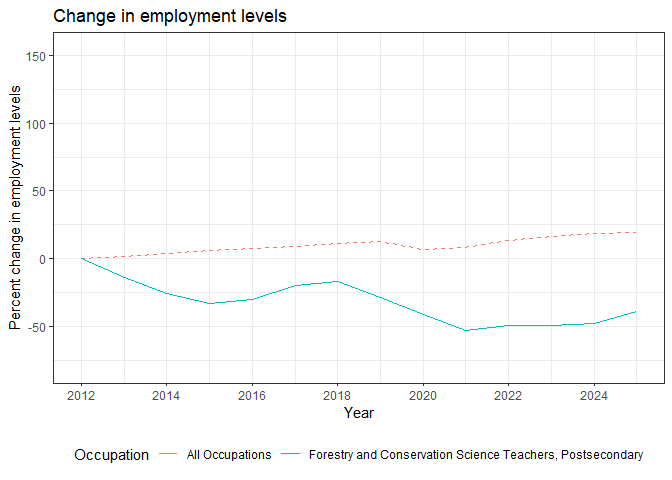 Change in employment levels
150
100
50
0
-50
Percent change in employment levels
2012 2014 2016 2018 2020 2022 2024
Year
Occupation All Occupations Forestry and Conservation Science Teachers, Postsecondary